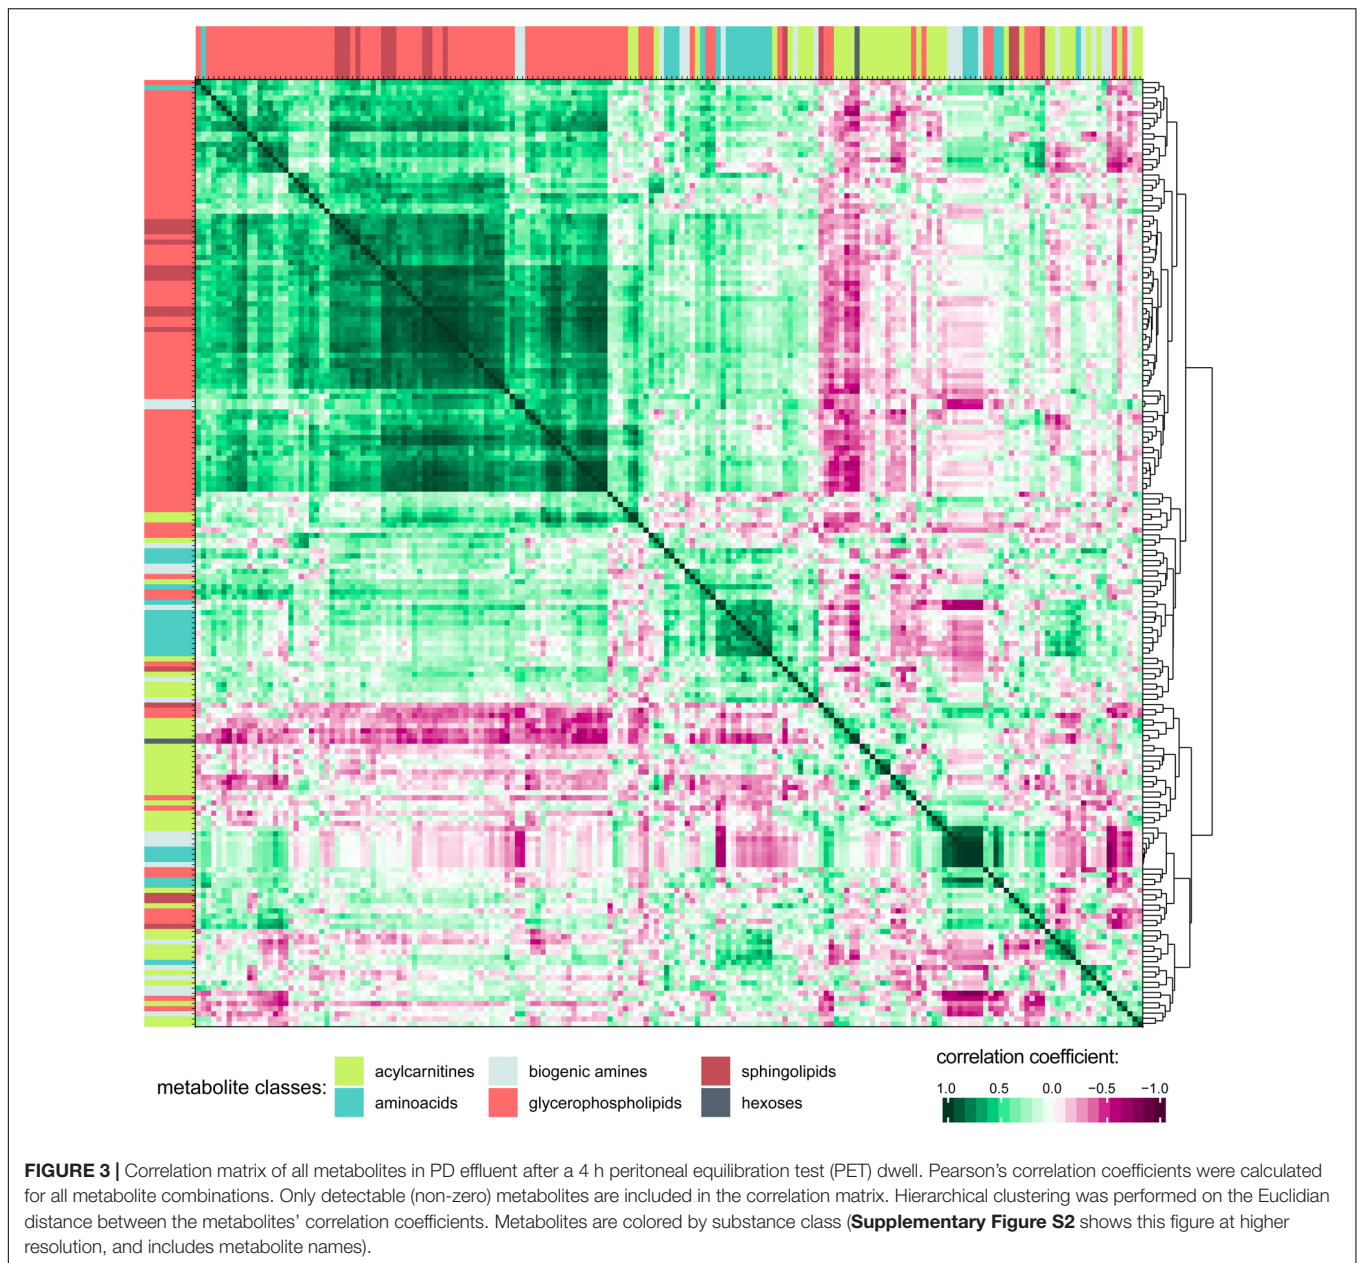 metabolite classes:
acylcarnitines
biogenic amines
sphingolipids
aminoacids
glycerophospholipids
hexoses
correlation coefficient:
1.0 0.5 0.0 −0.5 −1.0
FIGURE 3 | Correlation matrix of all metabolites in PD effluent after a 4 h peritoneal equilibration test (PET) dwell. Pearson's correlation coefficients were calculated
for all metabolite combinations. Only detectable (non-zero) metabolites are included in the correlation matrix. Hierarchical clustering was performed on the Euclidian
distance between the metabolites' correlation coefficients. Metabolites are colored by substance class (Supplementary Figure S2 shows this figure at higher
resolution, and includes metabolite names).